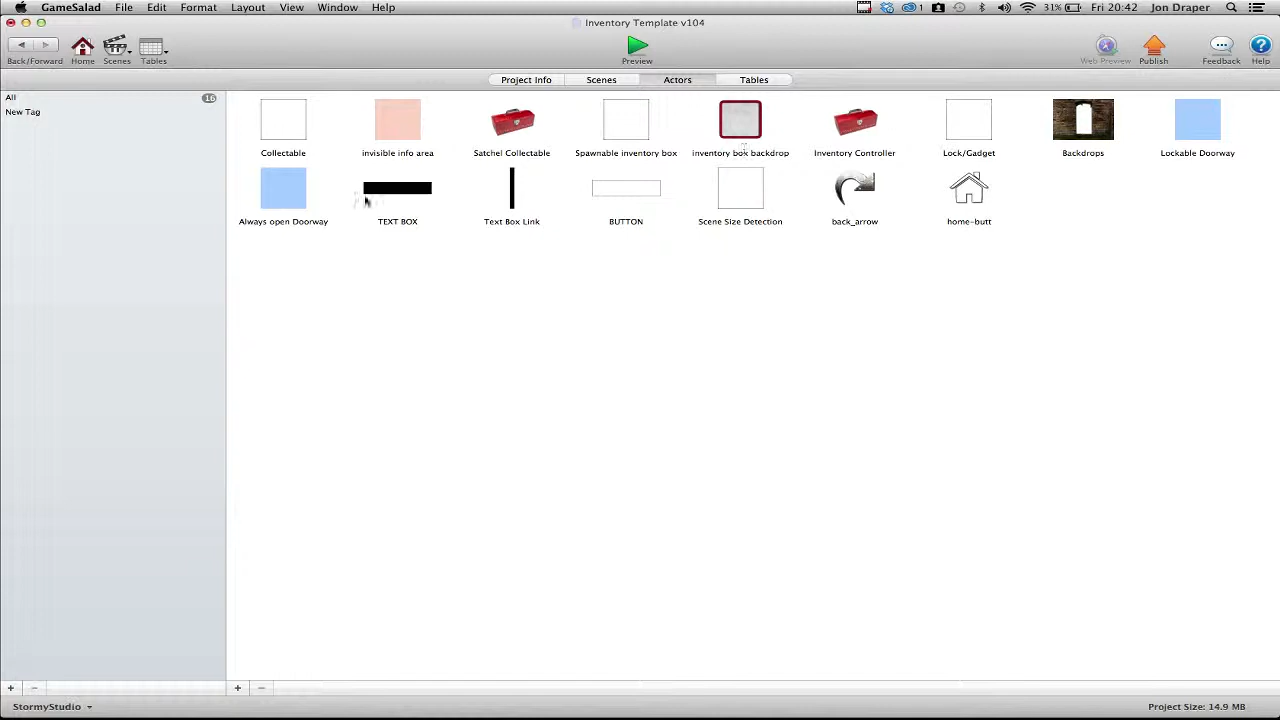 GameSalad File Edit Format Layout View Window Help 1 31% Fri 20:42 Jon Draper
Inventory Template v104
Back/Forward Home Scenes Tables Preview Web Preview Publish Feedback Help
Project Info Scenes Actors Tables
All 16
New Tag
Collectable invisible info area Satchel Collectable Spawnable inventory box inventory box backdrop Inventory Controller Lock/Gadget Backdrops Lockable Doorway
Always open Doorway TEXT BOX Text Box Link BUTTON Scene Size Detection back_arrow home-butt
StormyStudio Project Size: 14.9 MB